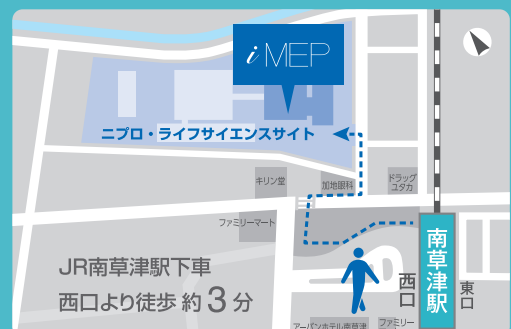 i MEP
ニプロ・ライフサイエンスサイト
キリン堂
加地眼科
ドラッグ
ユタカ
ファミリーマート
南草津駅
西口
東口
JR南草津駅下車
西口より徒歩 約3分
アーバンホテル南草津
ファミリー